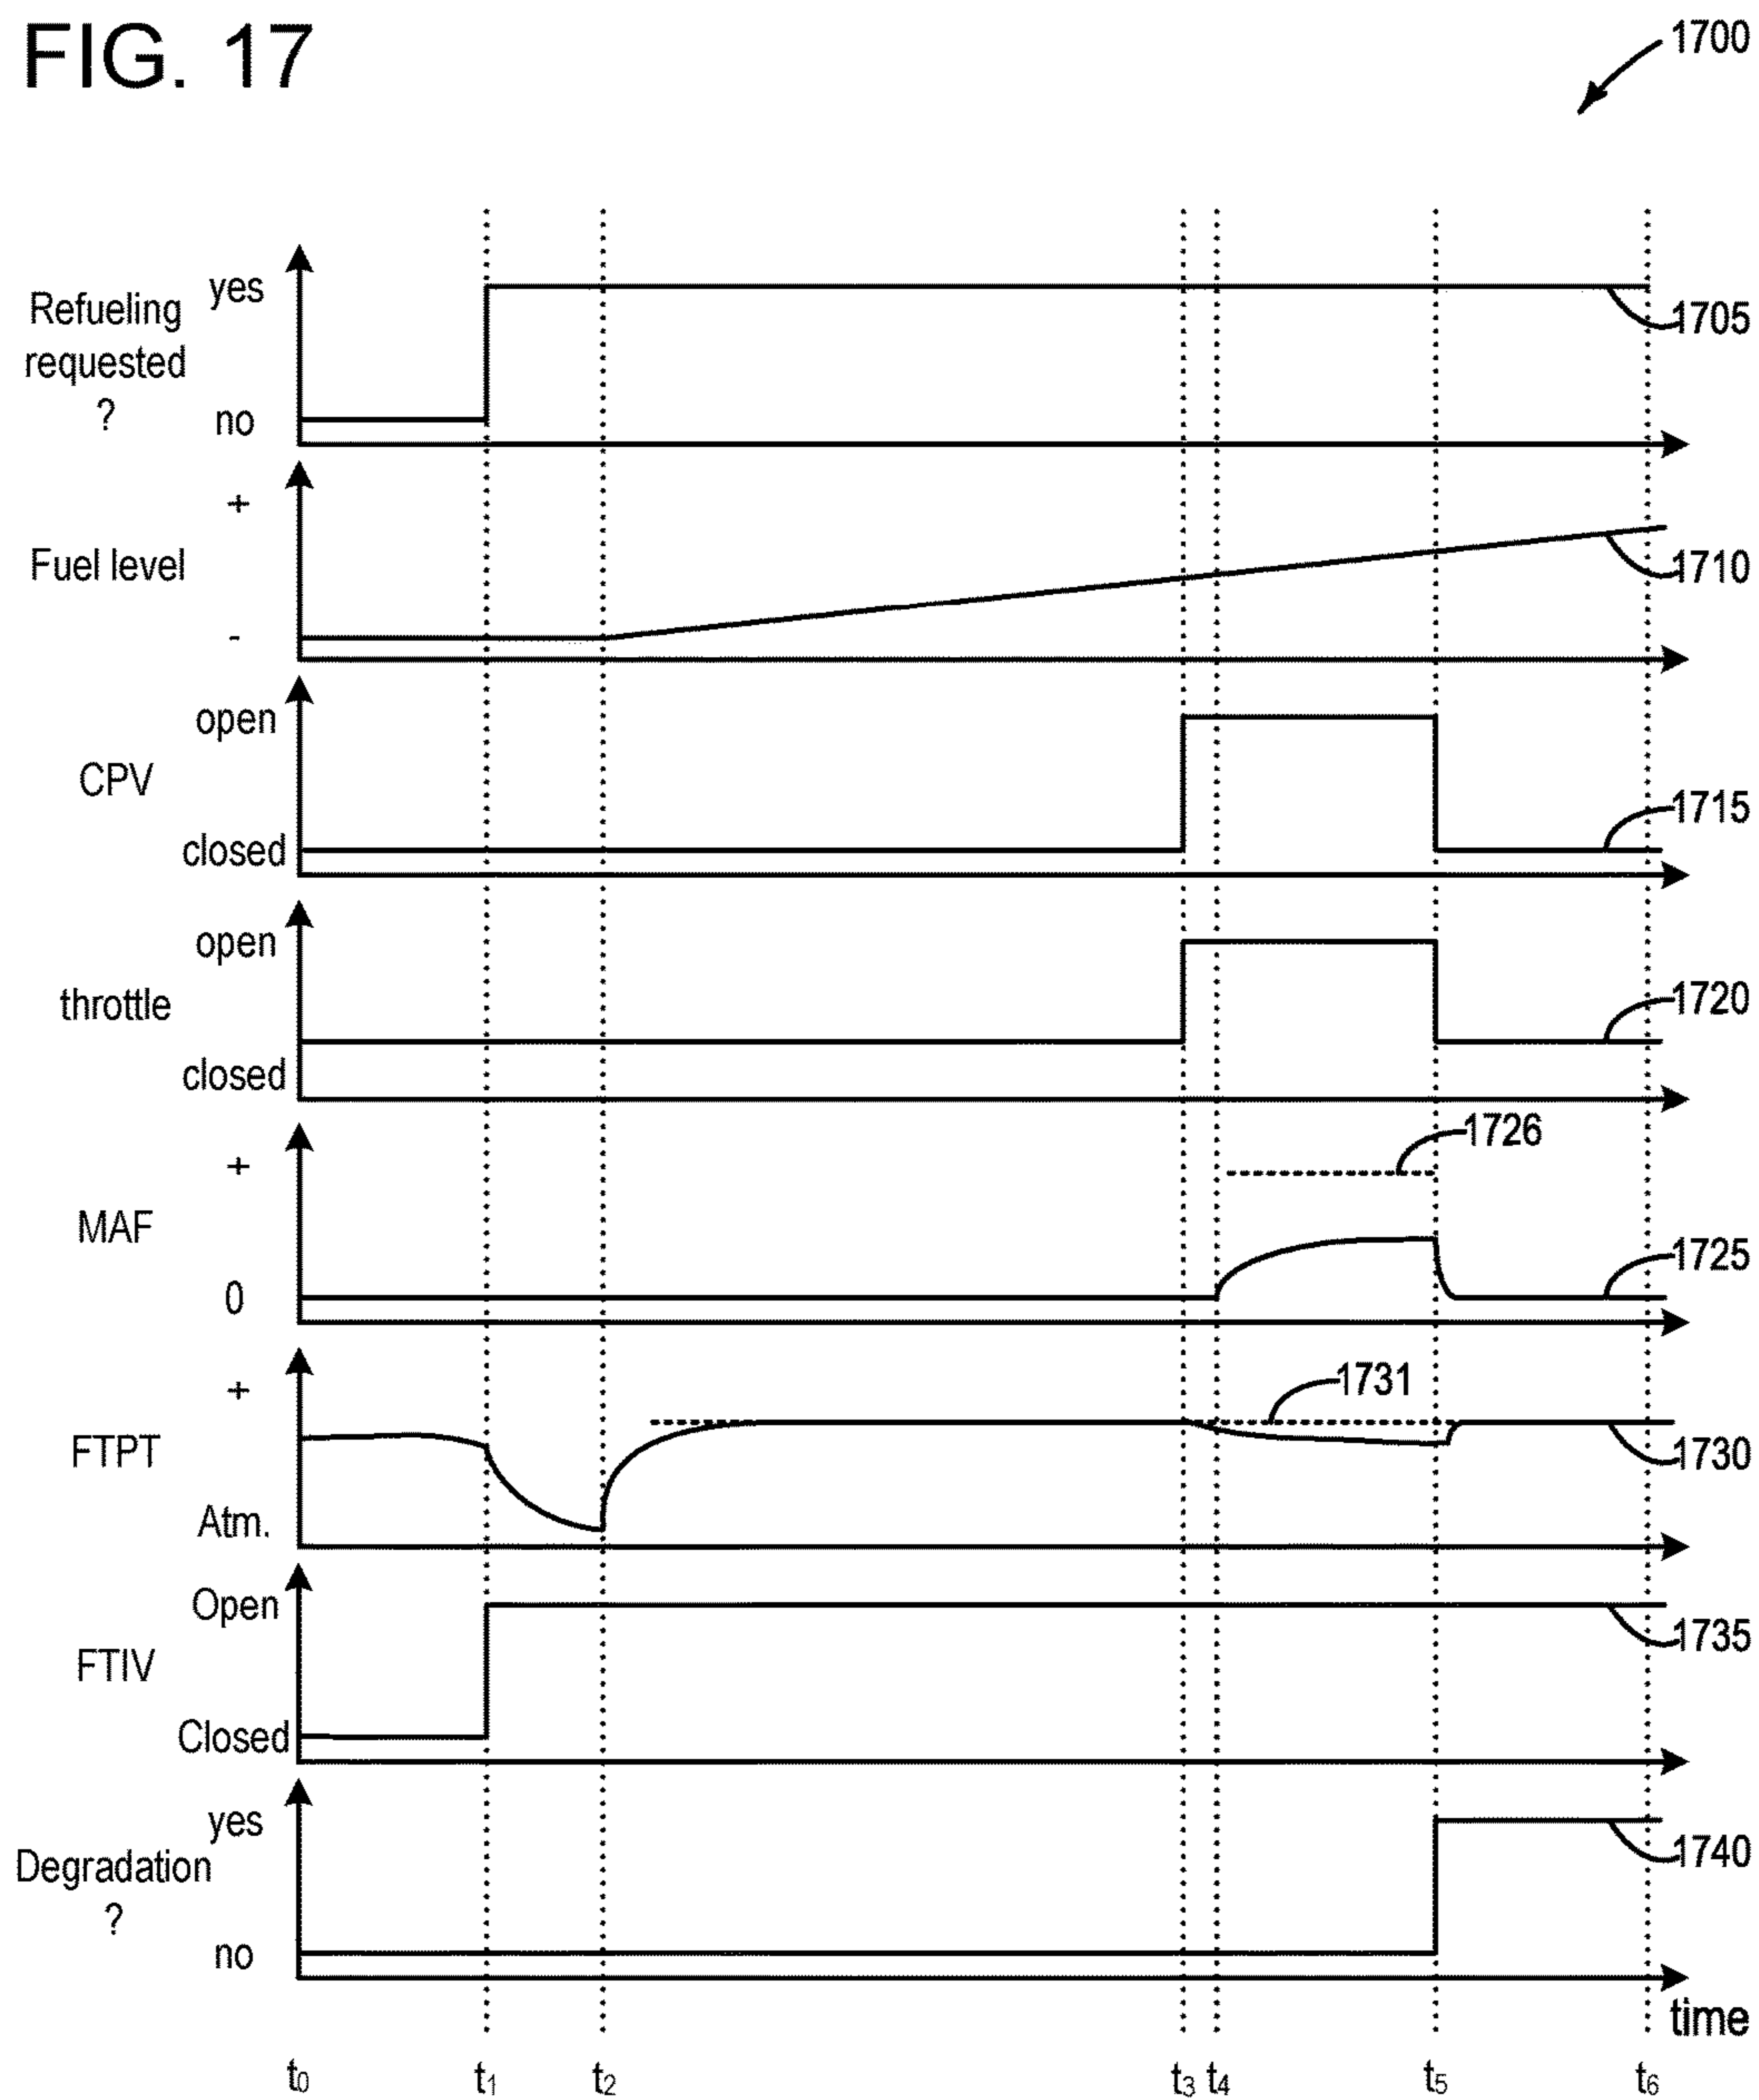 FIG. 17
1700
Refueling
requested
?
yes
no
1705
Fuel level
+
-
1710
CPV
open
closed
1715
throttle
open
closed
1720
MAF
+
0
1726
1725
FTPT
+
Atm.
1731
1730
FTIV
Open
Closed
1735
Degradation
?
yes
no
1740
time
t0 t1 t2 t3 t4 t5 t6